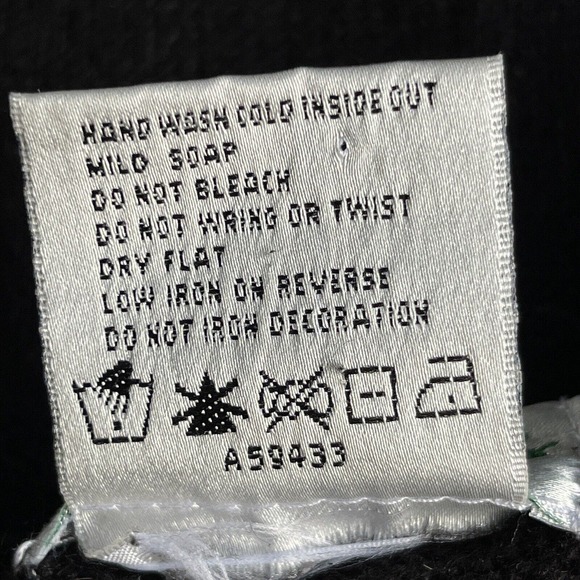 HAND WASH COLD INSIDE OUT
MILD SOAP
DO NOT BLEACH
DO NOT WRING OR TWIST
DRY FLAT
LOW IRON ON REVERSE
DO NOT IRON DECORATION
A59433